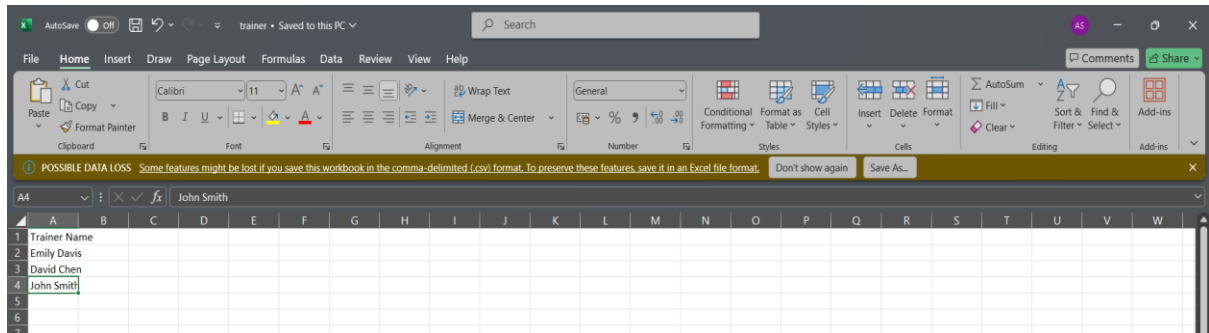 AutoSave Off trainer • Saved to this PC Search AS
File Home Insert Draw Page Layout Formulas Data Review View Help Comments Share
Paste Cut Copy Format Painter
Clipboard
Calibri 11 A A
B I U A
Font
Wrap Text
Merge & Center
Alignment
General
% 9
Number
Conditional Formatting Format as Table Cell Styles
Styles
Insert Delete Format
Cells
AutoSum
Fill
Clear
Sort & Filter Find & Select
Editing
Add-ins
Add-ins
POSSIBLE DATA LOSS Some features might be lost if you save this workbook in the comma-delimited (.csv) format. To preserve these features, save it in an Excel file format. Don't show again Save As...
A4 fx John Smith
A B C D E F G H I J K L M N O P Q R S T U V W
1 Trainer Name
2 Emily Davis
3 David Chen
4 John Smith
5
6
7